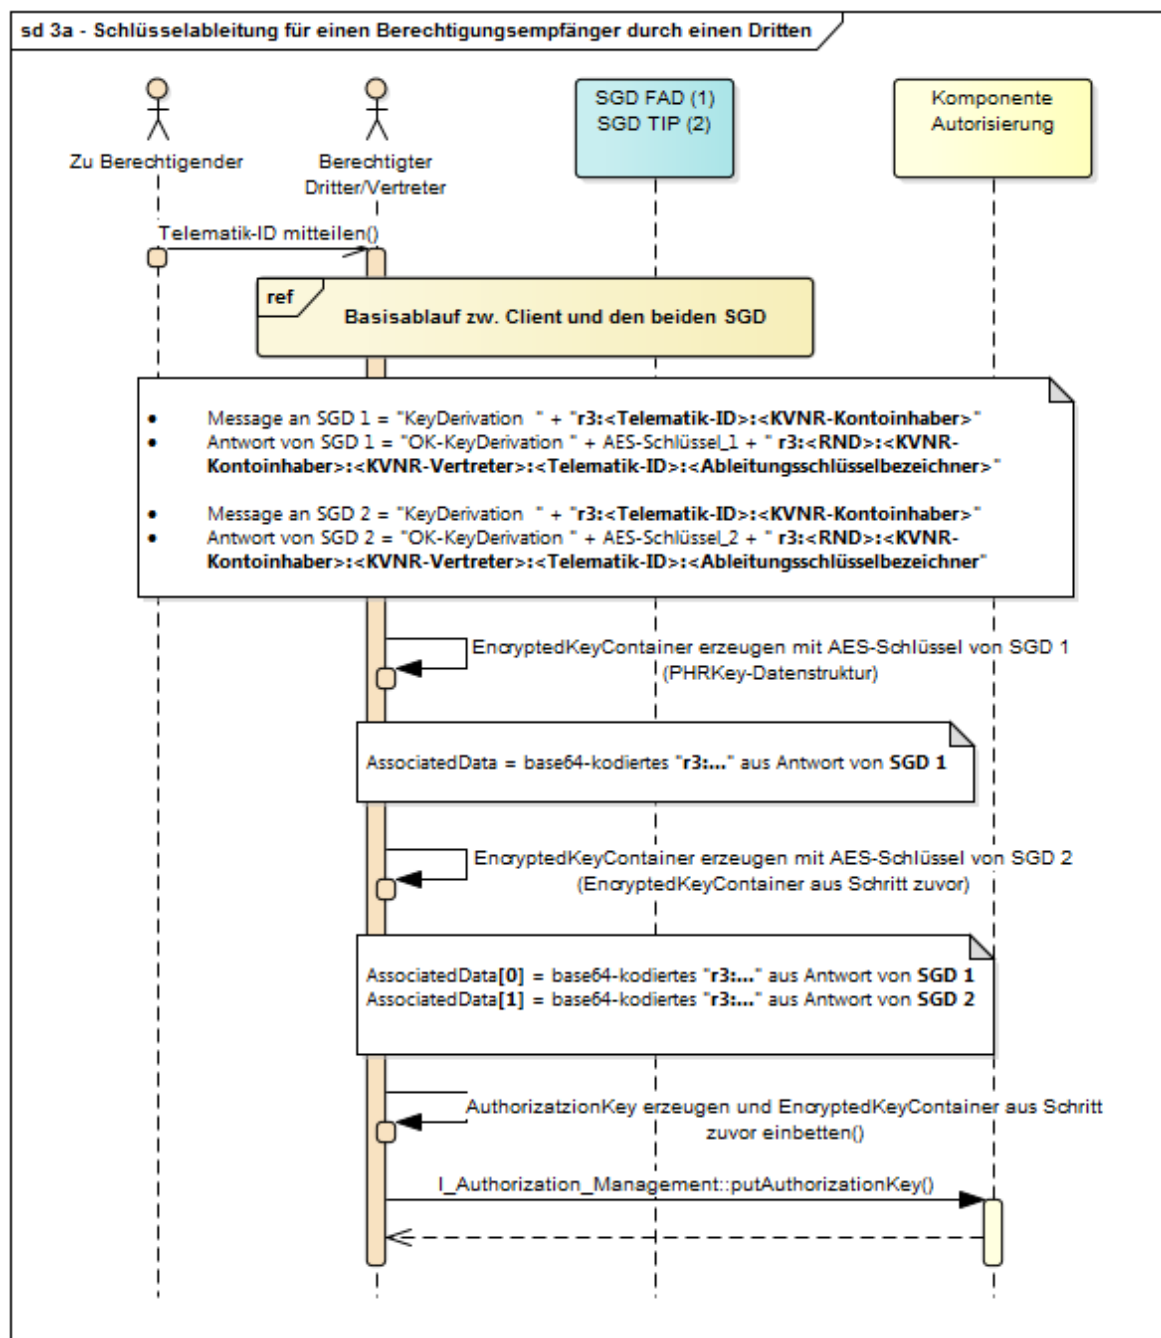 sd 3a - Schlüsselableitung für einen Berechtigungsempfänger durch einen Dritten
SGD FAD (1)
SGD TIP (2)
Komponente
Autorisierung
Zu Berechtigender
Berechtigter
Dritter/Vertreter
Telematik-ID mitteilen()
ref
Basisablauf zw. Client und den beiden SGD
• Message an SGD 1 = "KeyDerivation " + "r3:<Telematik-ID>:<KVNR-Kontoinhaber>"
• Antwort von SGD 1 = "OK-KeyDerivation " + AES-Schlüssel_1 + " r3:<RND>:<KVNR-
Kontoinhaber>:<KVNR-Vertreter>:<Telematik-ID>:<Ableitungsschlüsselbezeichner>"
• Message an SGD 2 = "KeyDerivation " + "r3:<Telematik-ID>:<KVNR-Kontoinhaber>"
• Antwort von SGD 2 = "OK-KeyDerivation " + AES-Schlüssel_2 + " r3:<RND>:<KVNR-
Kontoinhaber>:<KVNR-Vertreter>:<Telematik-ID>:<Ableitungsschlüsselbezeichner"
EncryptedKeyContainer erzeugen mit AES-Schlüssel von SGD 1
(PHRKey-Datenstruktur)
AssociatedData = base64-kodiertes "r3:..." aus Antwort von SGD 1
EncryptedKeyContainer erzeugen mit AES-Schlüssel von SGD 2
(EncryptedKeyContainer aus Schritt zuvor)
AssociatedData[0] = base64-kodiertes "r3:..." aus Antwort von SGD 1
AssociatedData[1] = base64-kodiertes "r3:..." aus Antwort von SGD 2
AuthorizatzionKey erzeugen und EncryptedKeyContainer aus Schritt
zuvor einbetten()
I_Authorization_Management::putAuthorizationKey()